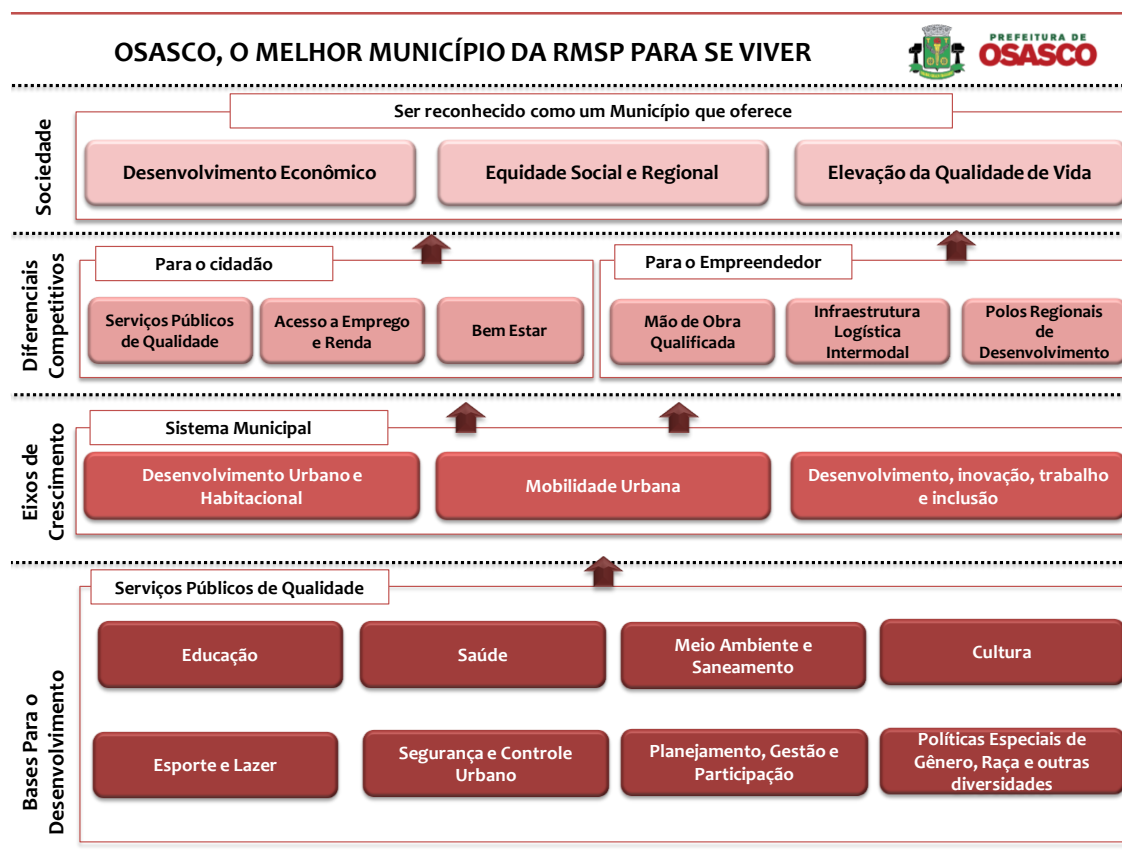 OSASCO, O MELHOR MUNICÍPIO DA RMSP PARA SE VIVER
PREFEITURA DE
OSASCO
Sociedade
Ser reconhecido como um Município que oferece
Desenvolvimento Econômico
Equidade Social e Regional
Elevação da Qualidade de Vida
Diferenciais
Competitivos
Para o cidadão
Serviços Públicos
de Qualidade
Acesso a Emprego
e Renda
Bem Estar
Para o Empreendedor
Mão de Obra
Qualificada
Infraestrutura
Logística
Intermodal
Polos Regionais
de
Desenvolvimento
Eixos de
Crescimento
Sistema Municipal
Desenvolvimento Urbano e
Habitacional
Mobilidade Urbana
Desenvolvimento, inovação, trabalho
e inclusão
Bases Para o
Desenvolvimento
Serviços Públicos de Qualidade
Educação
Saúde
Meio Ambiente e
Saneamento
Cultura
Esporte e Lazer
Segurança e Controle
Urbano
Planejamento, Gestão e
Participação
Políticas Especiais de
Gênero, Raça e outras
diversidades